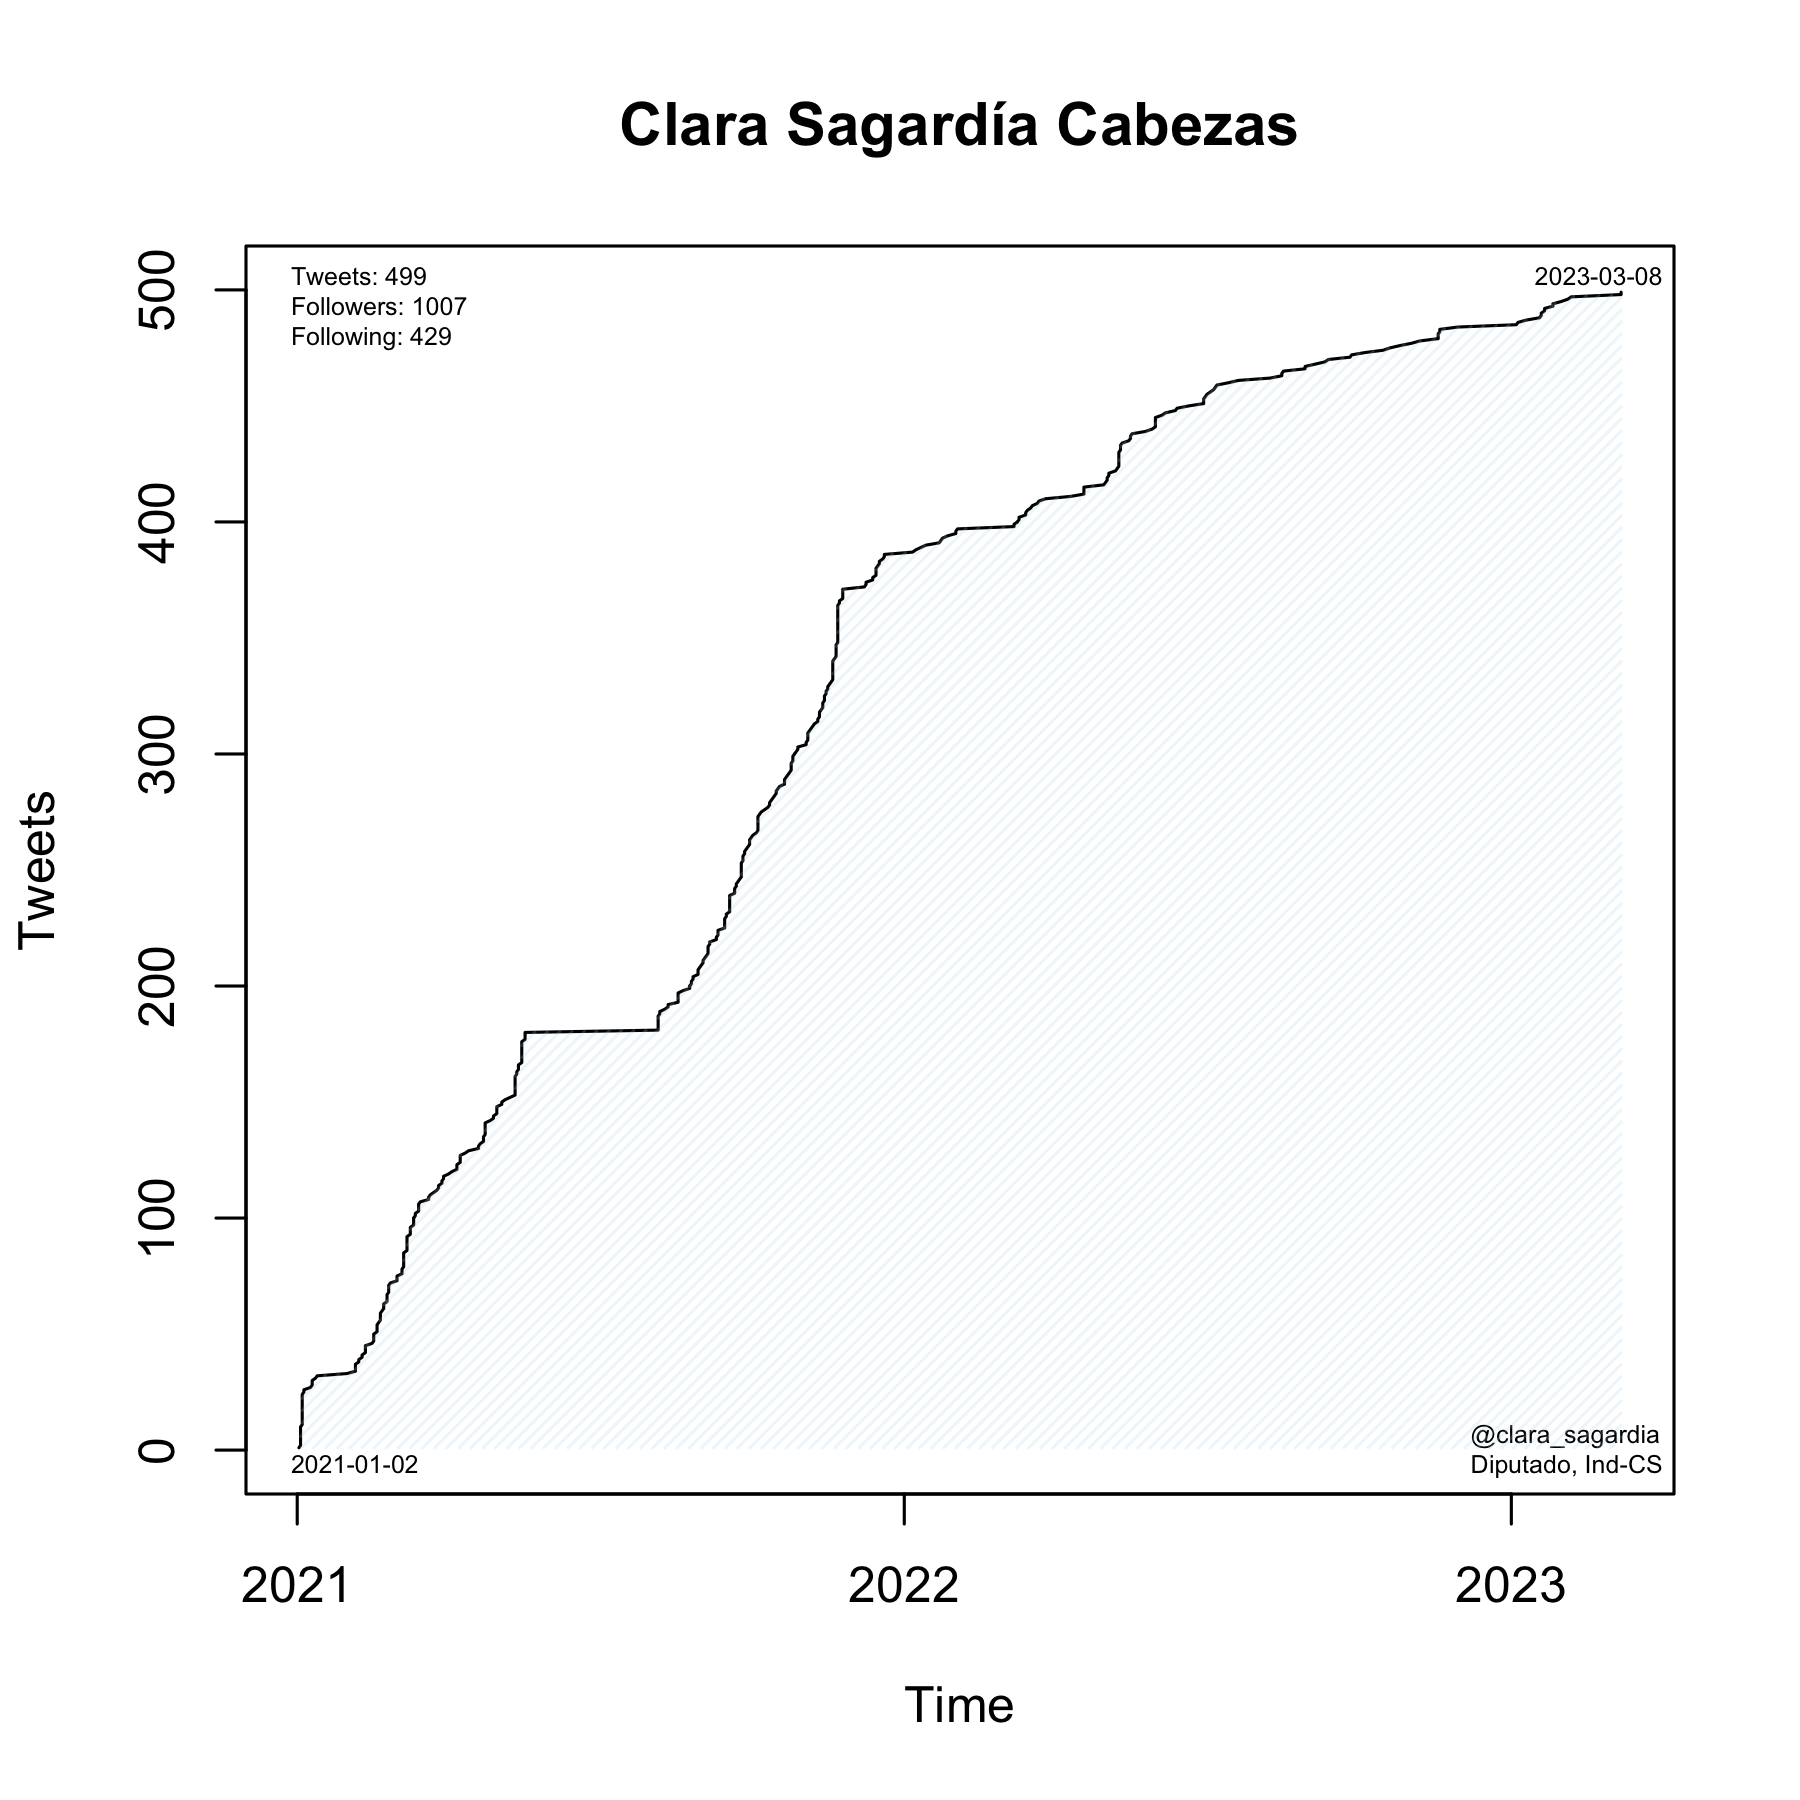 Clara Sagardía Cabezas
Tweets: 499
Followers: 1007
Following: 429
2023-03-08
500
400
300
200
100
0
Tweets
2021-01-02
@clara_sagardia
Diputado, Ind-CS
2021
2022
2023
Time